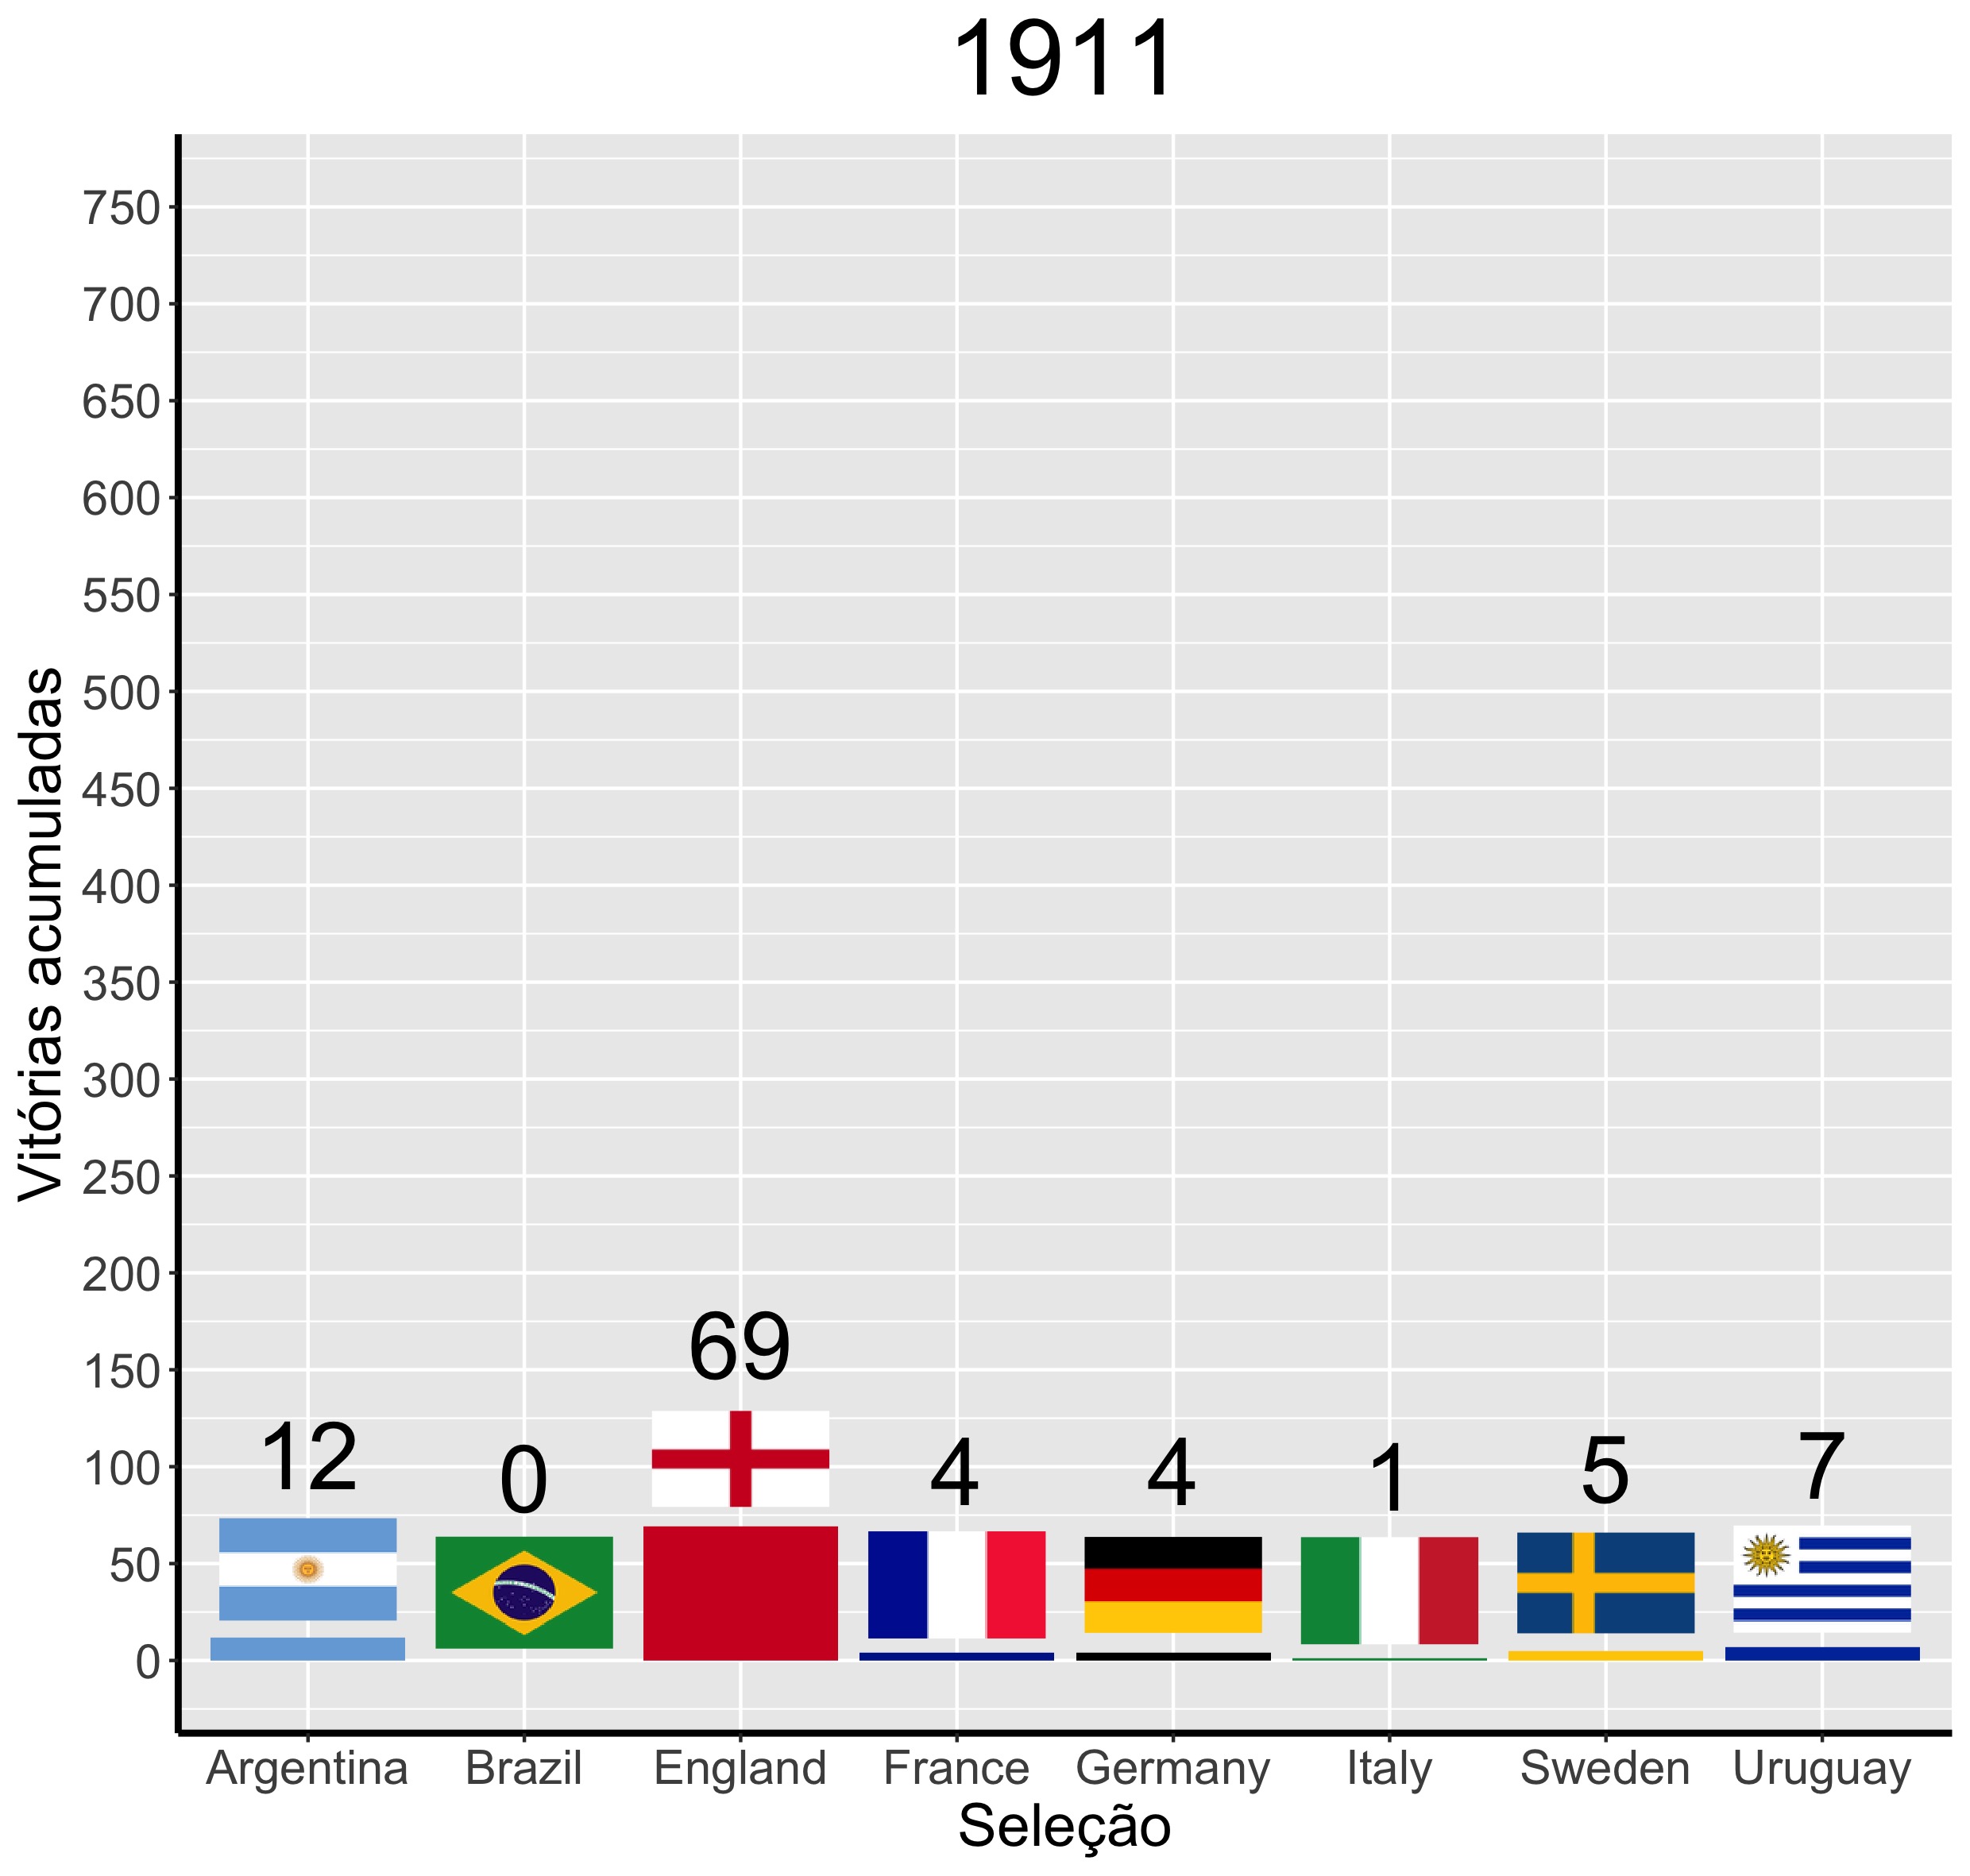 1911
Vitórias acumuladas
750
700
650
600
550
500
450
400
350
300
250
200
150
100
50
0
12
0
69
4
4
1
5
7
Argentina
Brazil
England
France
Germany
Italy
Sweden
Uruguay
Seleção